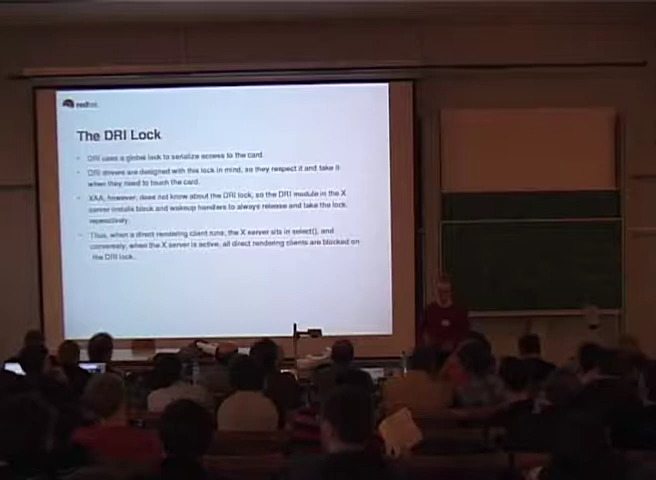 redhat
The DRI Lock
• DRI uses a global lock to serialize access to the card.
• DRI drivers are designed with this lock in mind, so they respect it and take it
when they need to touch the card.
• XAA, however, does not know about the DRI lock, so the DRI module in the X
server installs block and wakeup handlers to always release and take the lock,
respectively.
• Thus, when a direct rendering client runs, the X server sits in select(), and
conversely, when the X server is active, all direct rendering clients are blocked on
the DRI lock.